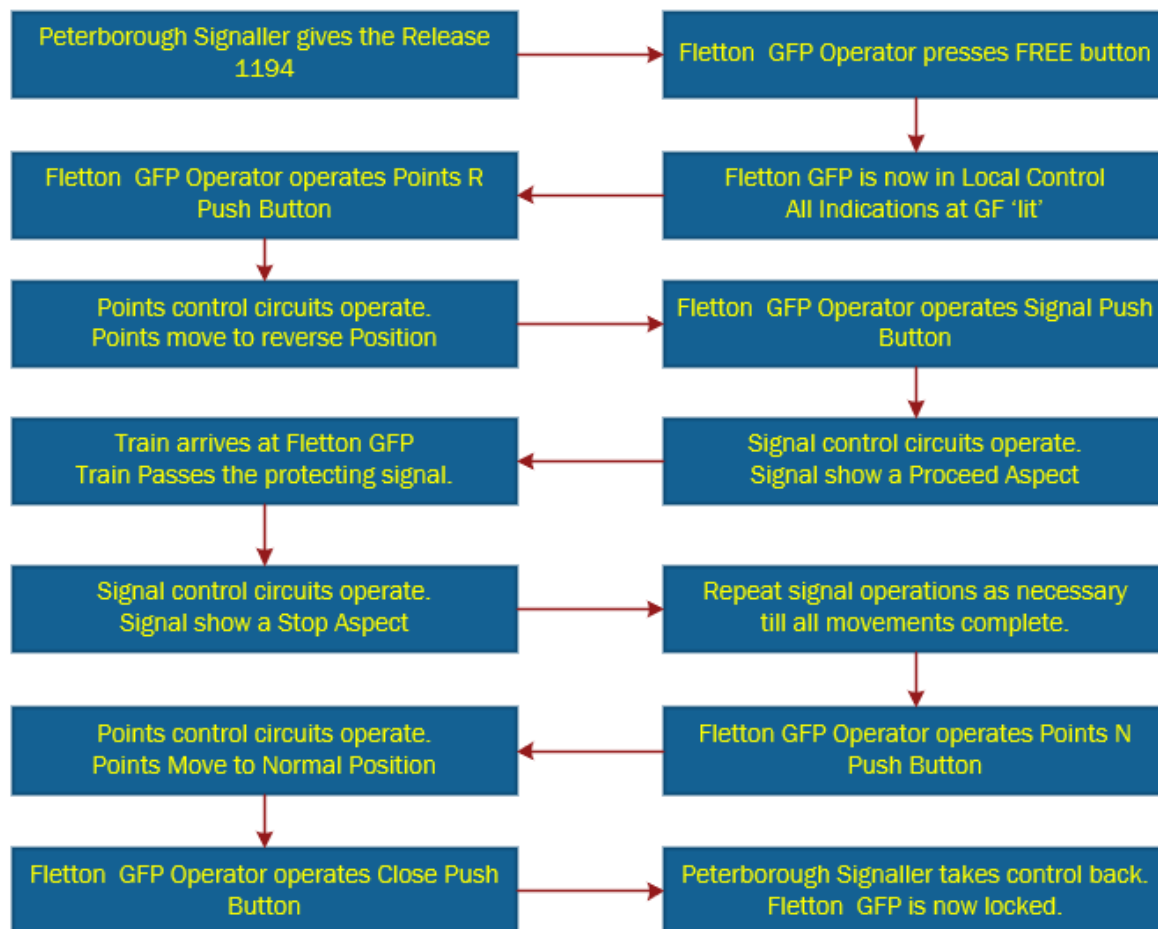 Peterborough Signaller gives the Release
1194
Fletton GFP Operator presses FREE button
Fletton GFP is now in Local Control
All Indications at GF ‘lit’
Fletton GFP Operator operates Points R
Push Button
Points control circuits operate.
Points move to reverse Position
Fletton GFP Operator operates Signal Push
Button
Signal control circuits operate.
Signal show a Proceed Aspect
Train arrives at Fletton GFP
Train Passes the protecting signal.
Signal control circuits operate.
Signal show a Stop Aspect
Repeat signal operations as necessary
till all movements complete.
Fletton GFP Operator operates Points N
Push Button
Points control circuits operate.
Points Move to Normal Position
Fletton GFP Operator operates Close Push
Button
Peterborough Signaller takes control back.
Fletton GFP is now locked.